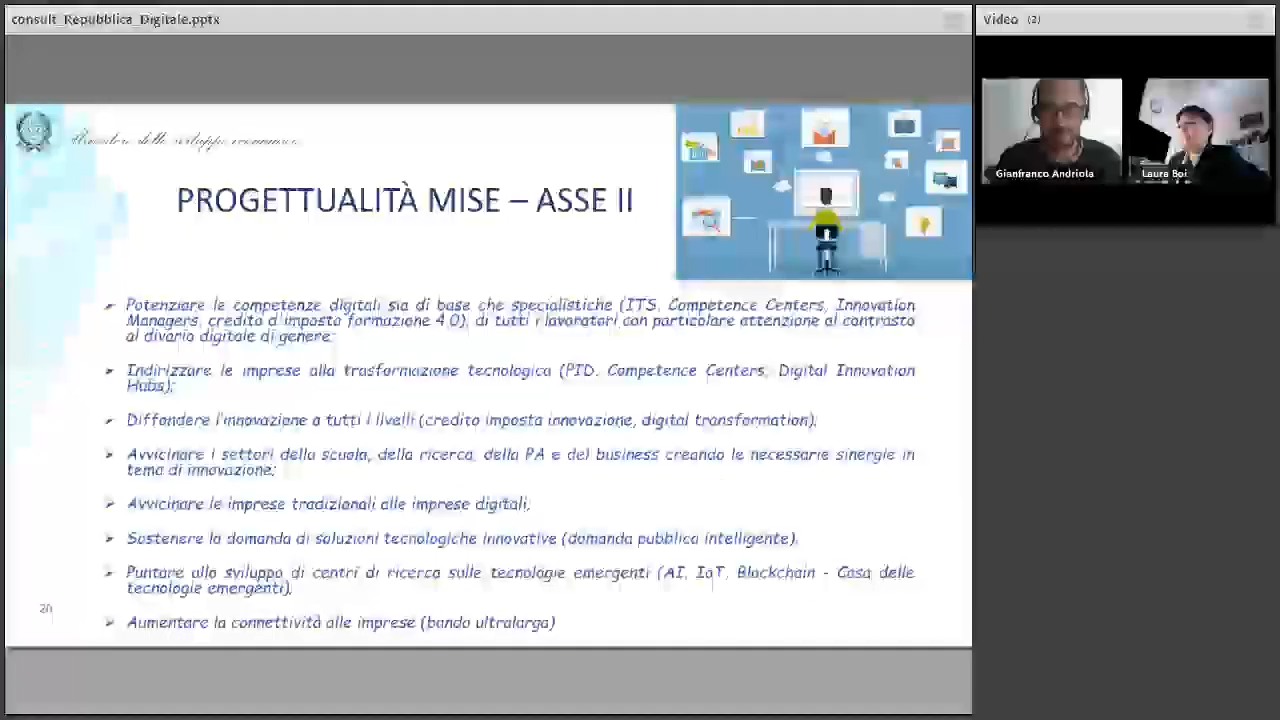 consult_Repubblica_Digitale.pptx
Video (2)
Ministero dello sviluppo economico
PROGETTUALITÀ MISE – ASSE II
Gianfranco Andriola
Laura Boi
Potenziare le competenze digitali sia di base che specialistiche (ITS, Competence Centers, Innovation
Managers, credito d'imposta formazione 4.0), di tutti i lavoratori con particolare attenzione al contrasto
al divario digitale di genere;
Indirizzare le imprese alla trasformazione tecnologica (PID, Competence Centers, Digital Innovation
Hubs);
Diffondere l'innovazione a tutti i livelli (credito imposta innovazione, digital transformation);
Avvicinare i settori della scuola, della ricerca, della PA e del business creando le necessarie sinergie in
tema di innovazione;
Avvicinare le imprese tradizionali alle imprese digitali;
Sostenere la domanda di soluzioni tecnologiche innovative (domanda pubblica intelligente);
Puntare allo sviluppo di centri di ricerca sulle tecnologie emergenti (AI, IoT, Blockchain - Casa delle
tecnologie emergenti);
Aumentare la connettività alle imprese (banda ultralarga)
20